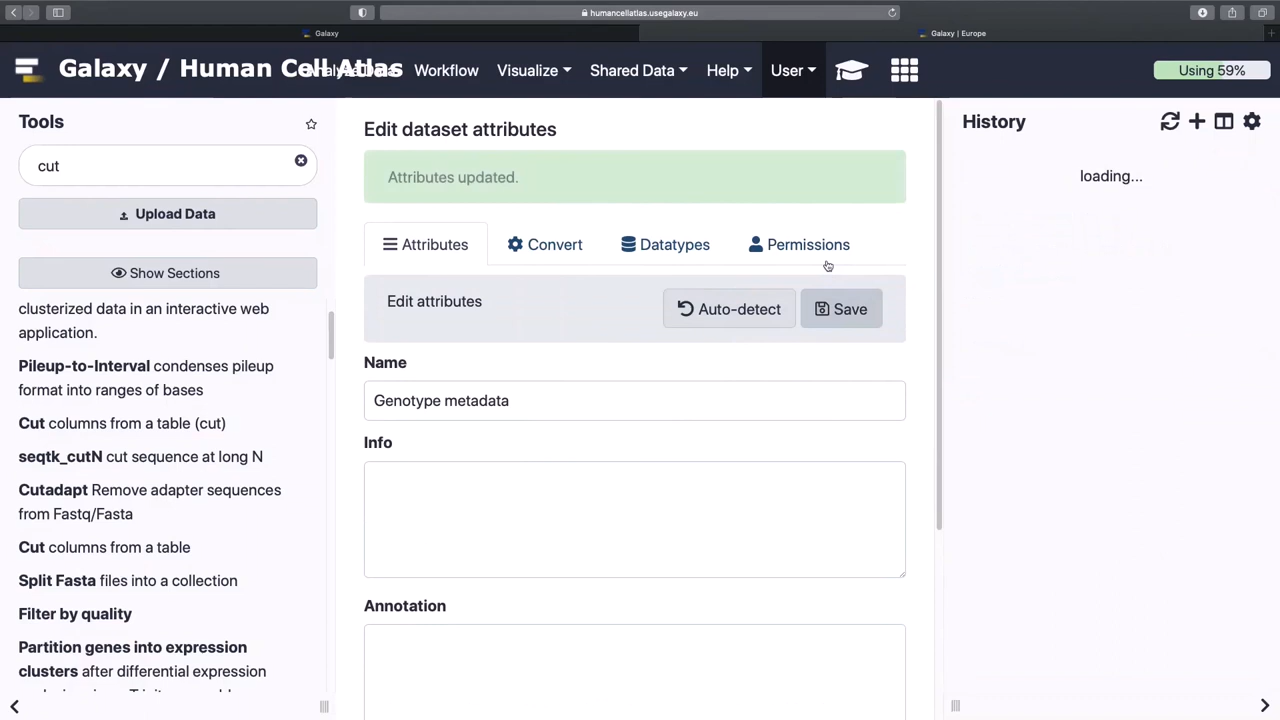 humancellatlas.usegalaxy.eu
Galaxy
Galaxy | Europe
Galaxy / Human Cell Atlas
Workflow
Visualize
Shared Data
Help
User
Using 59%
Tools
cut
Upload Data
Show Sections
clusterized data in an interactive web
application.
Pileup-to-Interval condenses pileup
format into ranges of bases
Cut columns from a table (cut)
seqtk_cutN cut sequence at long N
Cutadapt Remove adapter sequences
from Fastq/Fasta
Cut columns from a table
Split Fasta files into a collection
Filter by quality
Partition genes into expression
clusters after differential expression
Edit dataset attributes
Attributes updated.
Attributes
Convert
Datatypes
Permissions
Edit attributes
Auto-detect
Save
Name
Genotype metadata
Info
Annotation
History
loading...